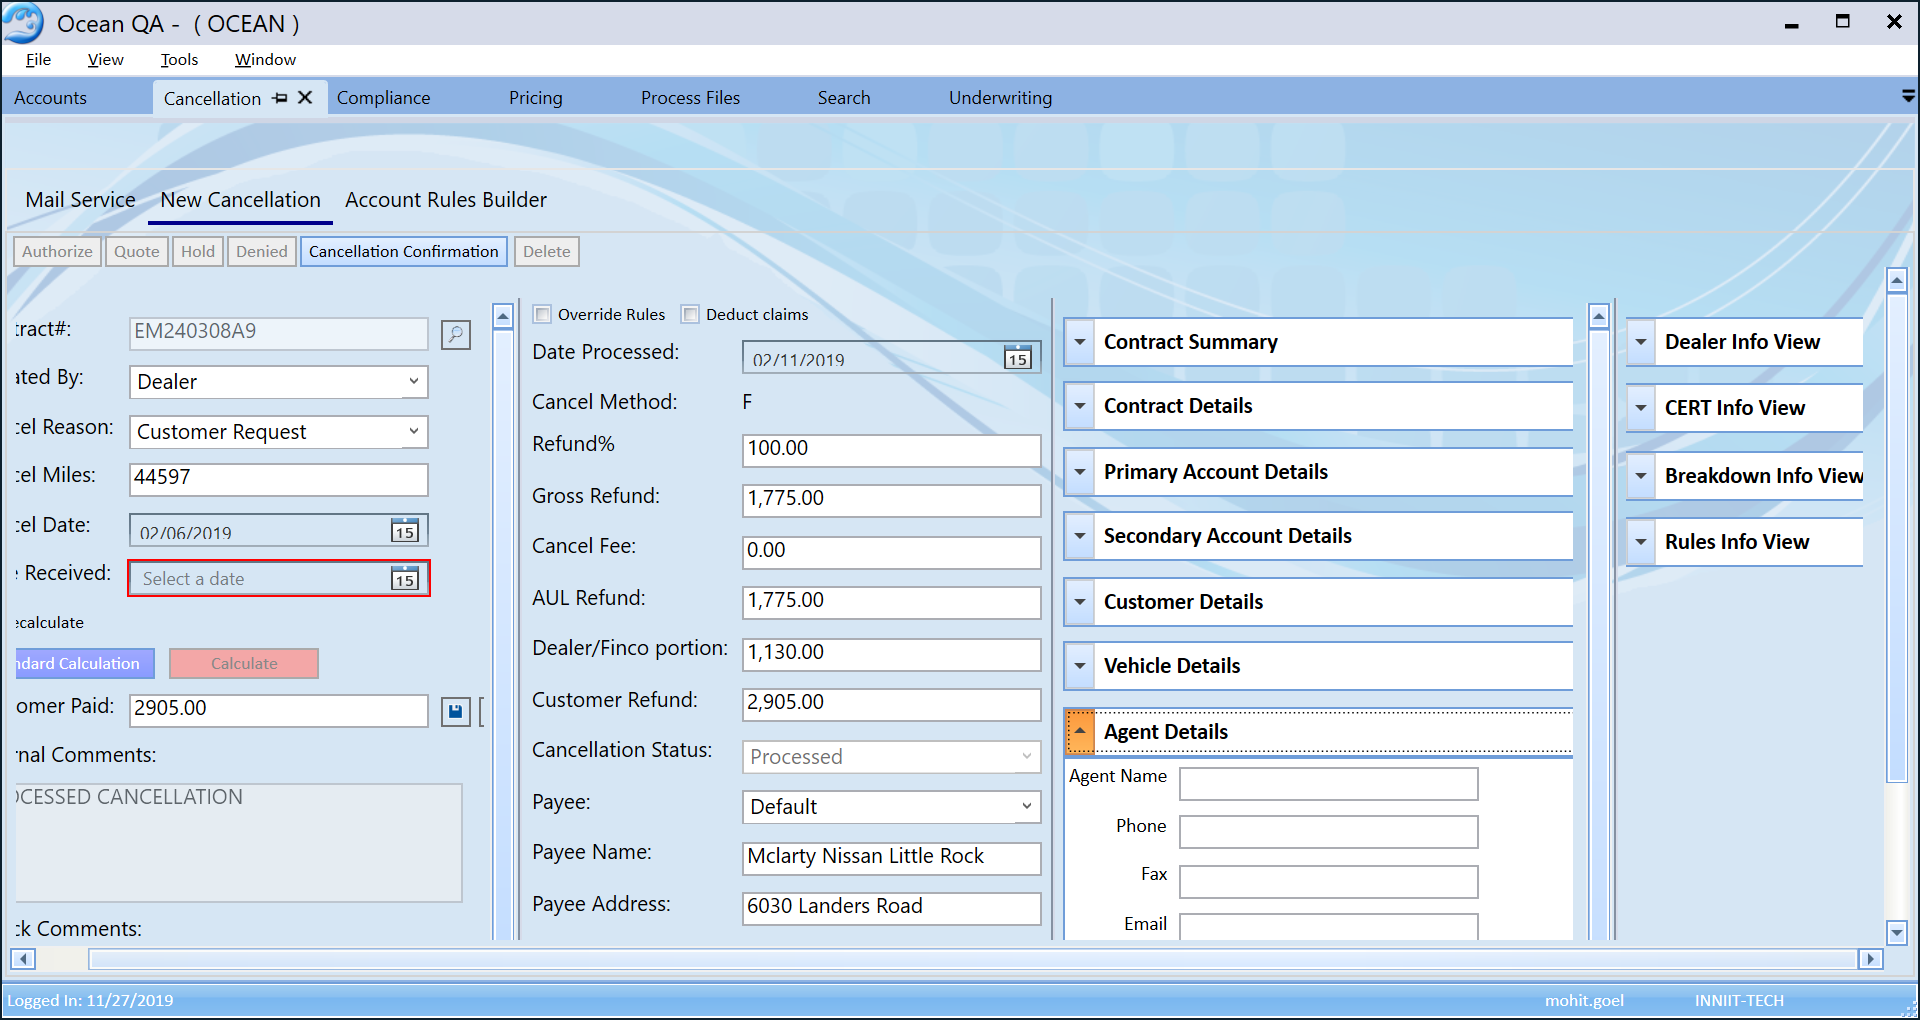 Ocean QA - ( OCEAN )
File View Tools Window
Accounts Cancellation Compliance Pricing Process Files Search Underwriting
Mail Service New Cancellation Account Rules Builder
Authorize Quote Hold Denied Cancellation Confirmation Delete
tract#: EM240308A9
ated By: Dealer
cel Reason: Customer Request
cel Miles: 44597
cel Date: 02/06/2019 15
e Received: Select a date 15
ecalculate
ndard Calculation Calculate
omer Paid: 2905.00
rnal Comments:
OCESSED CANCELLATION
ck Comments:
Override Rules Deduct claims
Date Processed: 02/11/2019 15
Cancel Method: F
Refund% 100.00
Gross Refund: 1,775.00
Cancel Fee: 0.00
AUL Refund: 1,775.00
Dealer/Finco portion: 1,130.00
Customer Refund: 2,905.00
Cancellation Status: Processed
Payee: Default
Payee Name: Mclarty Nissan Little Rock
Payee Address: 6030 Landers Road
Contract Summary
Contract Details
Primary Account Details
Secondary Account Details
Customer Details
Vehicle Details
Agent Details
Agent Name
Phone
Fax
Email
Dealer Info View
CERT Info View
Breakdown Info View
Rules Info View
Logged In: 11/27/2019 mohit.goel INNIIT-TECH